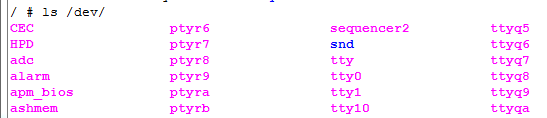 / # ls /dev/
CEC ptyr6 sequencer2 ttyq5
HPD ptyr7 snd ttyq6
adc ptyr8 tty ttyq7
alarm ptyr9 tty0 ttyq8
apm_bios ptyra tty1 ttyq9
ashmem ptyrb tty10 ttyqa